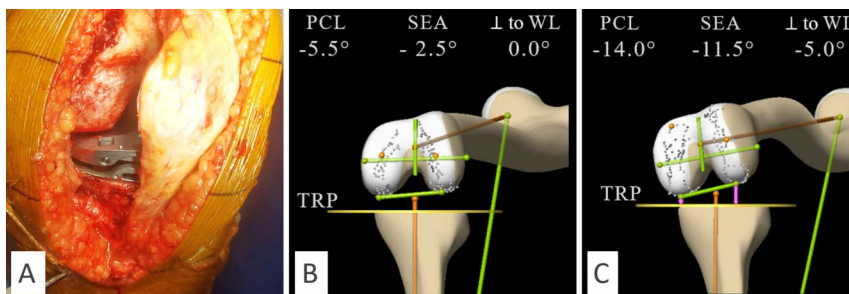 PCL SEA ⊥ to WL
-5.5° - 2.5° 0.0°
TRP
PCL SEA ⊥ to WL
-14.0° -11.5° -5.0°
TRP
A
B
C